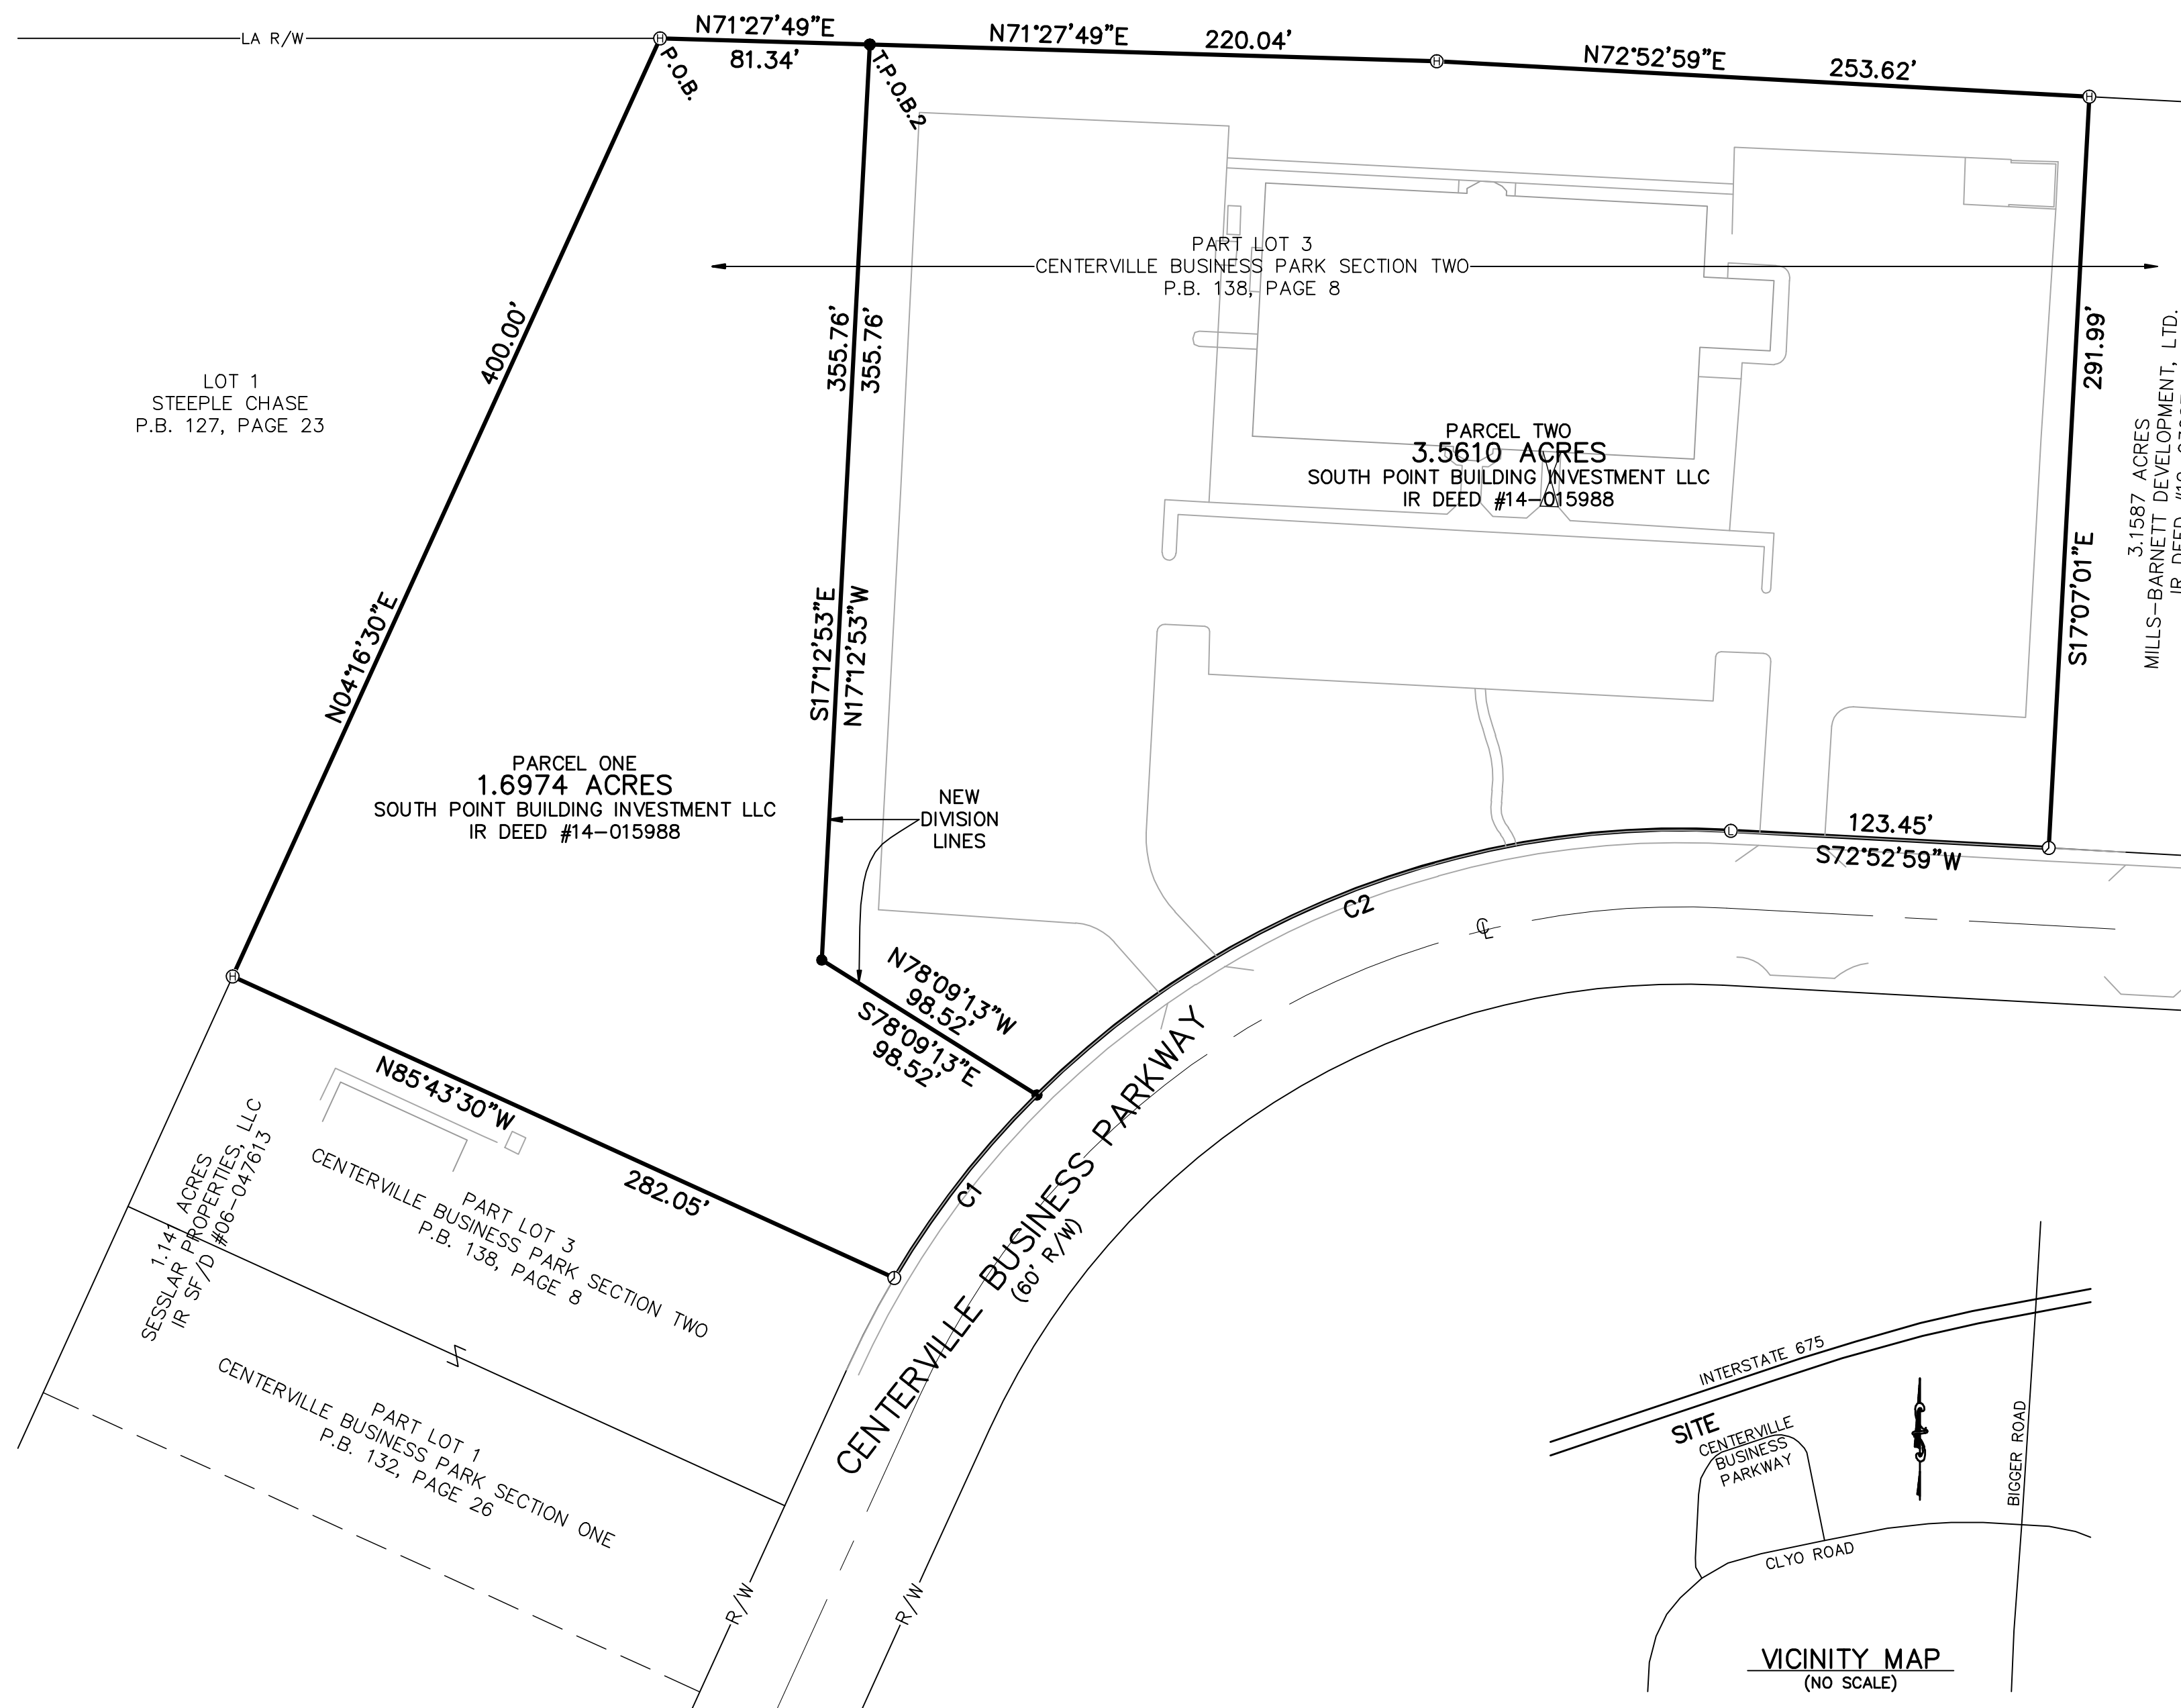 LA R/W
N71°27'49"E
81.34'
P.O.B.
T.P.O.B.2
N71°27'49"E
220.04'
N72°52'59"E
253.62'
PART LOT 3
CENTERVILLE BUSINESS PARK SECTION TWO
P.B. 138, PAGE 8
400.00'
N04°16'30"E
LOT 1
STEEPLE CHASE
P.B. 127, PAGE 23
355.76'
355.76'
S17°12'53"E
N17°12'53"W
291.99'
S17°07'01"E
3.1587 ACRES
MILLS-BARNETT DEVELOPMENT, LTD.
IR DEED
PARCEL TWO
3.5610 ACRES
SOUTH POINT BUILDING INVESTMENT LLC
IR DEED #14-015988
PARCEL ONE
1.6974 ACRES
SOUTH POINT BUILDING INVESTMENT LLC
IR DEED #14-015988
NEW
DIVISION
LINES
123.45'
S72°52'59"W
L
C2
℄
N78°09'13"W
98.52'
S78°09'13"E
98.52'
C1
CENTERVILLE BUSINESS PARKWAY
(60' R/W)
N85°43'30"W
282.05'
1.141 ACRES
SESSLAR PROPERTIES, LLC
IR SF/D #06-047613
PART LOT 3
CENTERVILLE BUSINESS PARK SECTION TWO
P.B. 138, PAGE 8
PART LOT 1
CENTERVILLE BUSINESS PARK SECTION ONE
P.B. 132, PAGE 26
R/W
R/W
INTERSTATE 675
SITE
CENTERVILLE
BUSINESS
PARKWAY
BIGGER ROAD
CLYO ROAD
VICINITY MAP
(NO SCALE)